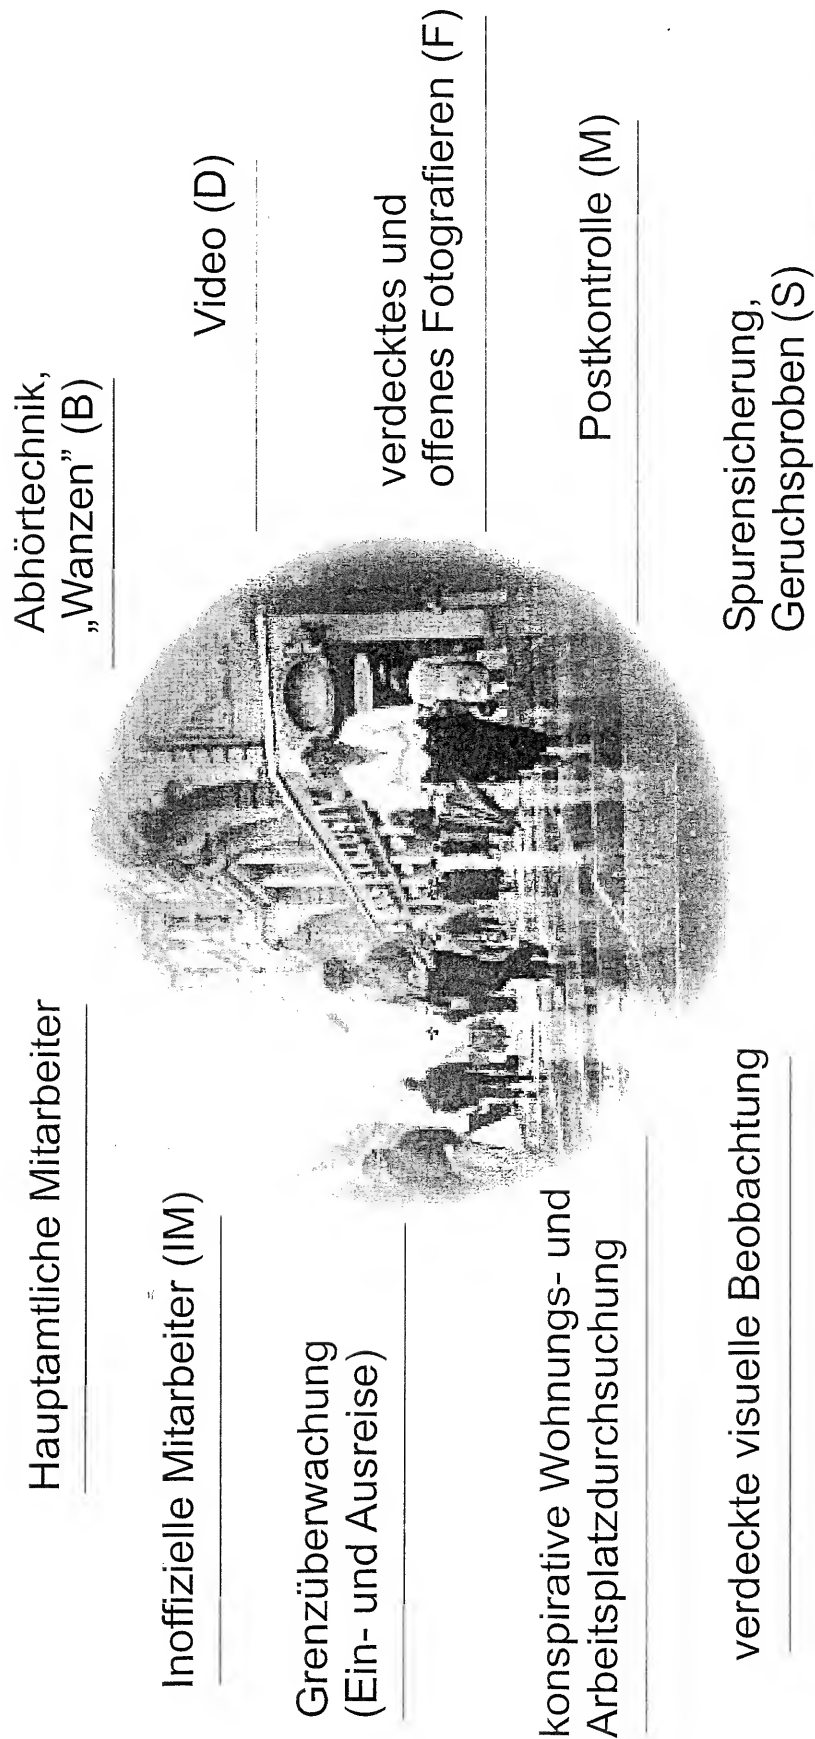 Hauptamtliche Mitarbeiter
Inoffizielle Mitarbeiter (IM)
Grenzüberwachung
(Ein- und Ausreise)
konspirative Wohnungs- und
Arbeitsplatzdurchsuchung
verdeckte visuelle Beobachtung
Abhörtechnik,
„Wanzen” (B)
Video (D)
verdecktes und
offenes Fotografieren (F)
Postkontrolle (M)
Spurensicherung,
Geruchsproben (S)